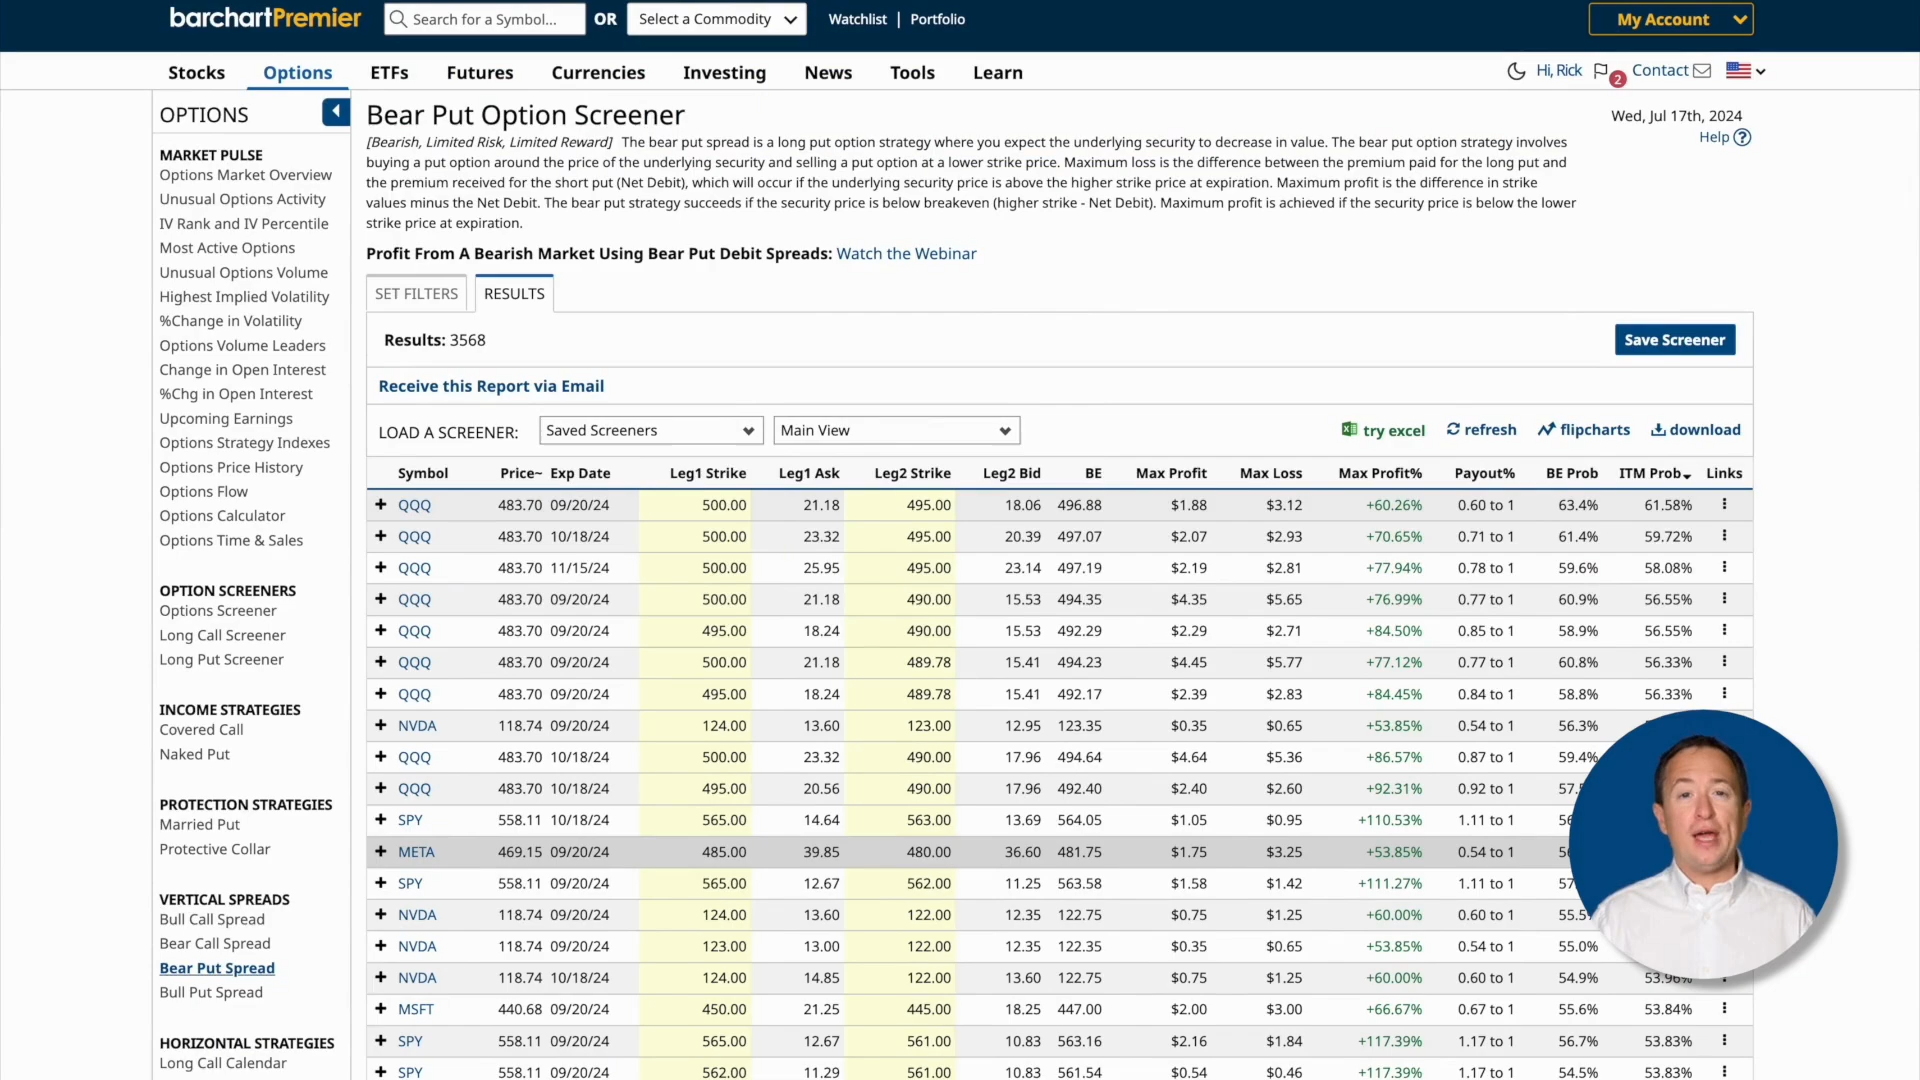 barchartPremier
Search for a Symbol...
OR
Select a Commodity
Watchlist | Portfolio
My Account
Stocks Options ETFs Futures Currencies Investing News Tools Learn
Hi, Rick
2
Contact
OPTIONS
MARKET PULSE
Options Market Overview
Unusual Options Activity
IV Rank and IV Percentile
Most Active Options
Unusual Options Volume
Highest Implied Volatility
%Change in Volatility
Options Volume Leaders
Change in Open Interest
%Chg in Open Interest
Upcoming Earnings
Options Strategy Indexes
Options Price History
Options Flow
Options Calculator
Options Time & Sales
OPTION SCREENERS
Options Screener
Long Call Screener
Long Put Screener
INCOME STRATEGIES
Covered Call
Naked Put
PROTECTION STRATEGIES
Married Put
Protective Collar
VERTICAL SPREADS
Bull Call Spread
Bear Call Spread
Bear Put Spread
Bull Put Spread
HORIZONTAL STRATEGIES
Long Call Calendar
Bear Put Option Screener
Wed, Jul 17th, 2024
Help ?
[Bearish, Limited Risk, Limited Reward] The bear put spread is a long put option strategy where you expect the underlying security to decrease in value. The bear put option strategy involves
buying a put option around the price of the underlying security and selling a put option at a lower strike price. Maximum loss is the difference between the premium paid for the long put and
the premium received for the short put (Net Debit), which will occur if the underlying security price is above the higher strike price at expiration. Maximum profit is the difference in strike
values minus the Net Debit. The bear put strategy succeeds if the security price is below breakeven (higher strike - Net Debit). Maximum profit is achieved if the security price is below the lower
strike price at expiration.
Profit From A Bearish Market Using Bear Put Debit Spreads: Watch the Webinar
SET FILTERS RESULTS
Results: 3568
Save Screener
Receive this Report via Email
LOAD A SCREENER: Saved Screeners Main View try excel refresh flipcharts download
Symbol Price~ Exp Date Leg1 Strike Leg1 Ask Leg2 Strike Leg2 Bid BE Max Profit Max Loss Max Profit% Payout% BE Prob ITM Prob Links
+ QQQ 483.70 09/20/24 500.00 21.18 495.00 18.06 496.88 $1.88 $3.12 +60.26% 0.60 to 1 63.4% 61.58%
+ QQQ 483.70 10/18/24 500.00 23.32 495.00 20.39 497.07 $2.07 $2.93 +70.65% 0.71 to 1 61.4% 59.72%
+ QQQ 483.70 11/15/24 500.00 25.95 495.00 23.14 497.19 $2.19 $2.81 +77.94% 0.78 to 1 59.6% 58.08%
+ QQQ 483.70 09/20/24 500.00 21.18 490.00 15.53 494.35 $4.35 $5.65 +76.99% 0.77 to 1 60.9% 56.55%
+ QQQ 483.70 09/20/24 495.00 18.24 490.00 15.53 492.29 $2.29 $2.71 +84.50% 0.85 to 1 58.9% 56.55%
+ QQQ 483.70 09/20/24 500.00 21.18 489.78 15.41 494.23 $4.45 $5.77 +77.12% 0.77 to 1 60.8% 56.33%
+ QQQ 483.70 09/20/24 495.00 18.24 489.78 15.41 492.17 $2.39 $2.83 +84.45% 0.84 to 1 58.8% 56.33%
+ NVDA 118.74 09/20/24 124.00 13.60 123.00 12.95 123.35 $0.35 $0.65 +53.85% 0.54 to 1 56.3%
+ QQQ 483.70 10/18/24 500.00 23.32 490.00 17.96 494.64 $4.64 $5.36 +86.57% 0.87 to 1 59.4%
+ QQQ 483.70 10/18/24 495.00 20.56 490.00 17.96 492.40 $2.40 $2.60 +92.31% 0.92 to 1
+ SPY 558.11 10/18/24 565.00 14.64 563.00 13.69 564.05 $1.05 $0.95 +110.53% 1.11 to 1
+ META 469.15 09/20/24 485.00 39.85 480.00 36.60 481.75 $1.75 $3.25 +53.85% 0.54 to 1
+ SPY 558.11 09/20/24 565.00 12.67 562.00 11.25 563.58 $1.58 $1.42 +111.27% 1.11 to 1
+ NVDA 118.74 09/20/24 124.00 13.60 122.00 12.35 122.75 $0.75 $1.25 +60.00% 0.60 to 1
+ NVDA 118.74 09/20/24 123.00 13.00 122.00 12.35 122.35 $0.35 $0.65 +53.85% 0.54 to 1 55.0%
+ NVDA 118.74 10/18/24 124.00 14.85 122.00 13.60 122.75 $0.75 $1.25 +60.00% 0.60 to 1 54.9% 53.96%
+ MSFT 440.68 09/20/24 450.00 21.25 445.00 18.25 447.00 $2.00 $3.00 +66.67% 0.67 to 1 55.6% 53.84%
+ SPY 558.11 09/20/24 565.00 12.67 561.00 10.83 563.16 $2.16 $1.84 +117.39% 1.17 to 1 56.7% 53.83%
+ SPY 558.11 09/20/24 562.00 11.29 561.00 10.83 561.54 $0.54 $0.46 +117.39% 1.17 to 1 54.5% 53.83%